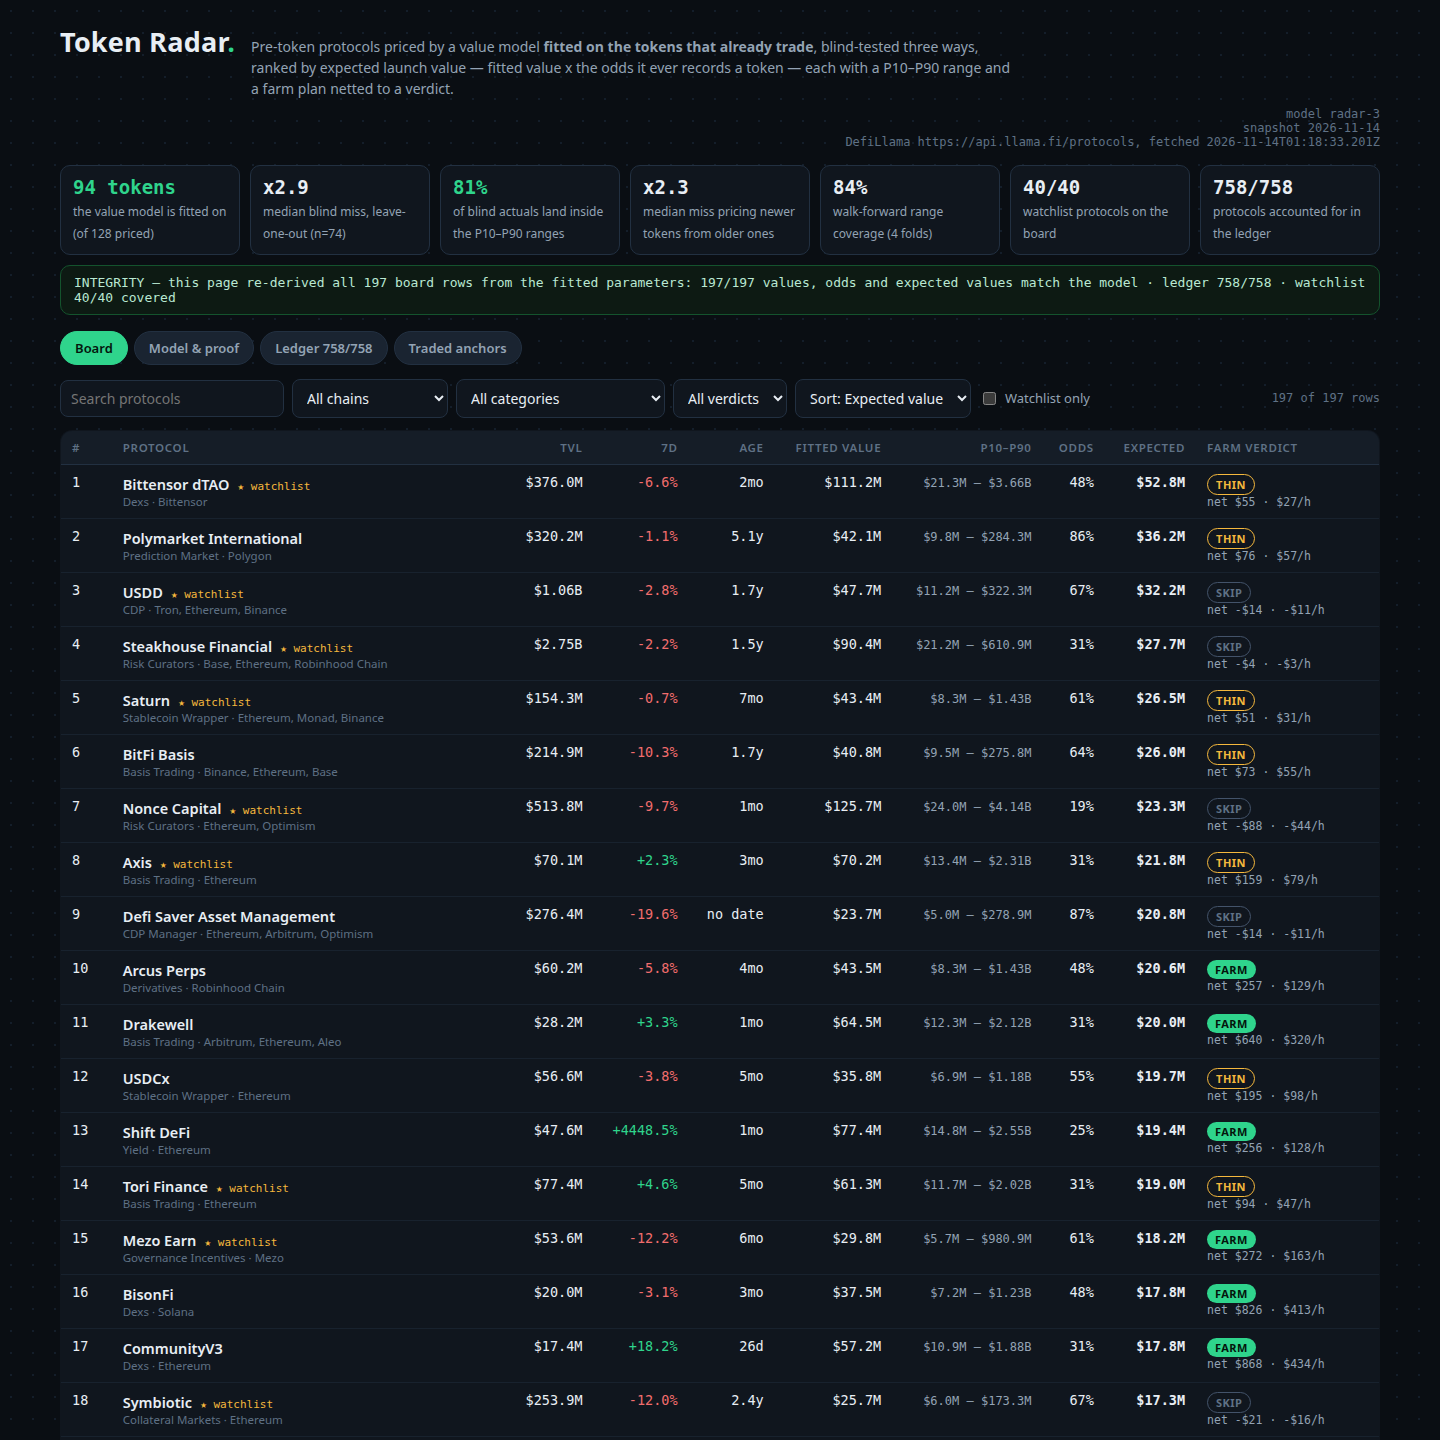 Token Radar.
Pre-token protocols priced by a value model fitted on the tokens that already trade, blind-tested three ways,
ranked by expected launch value — fitted value x the odds it ever records a token — each with a P10–P90 range and
a farm plan netted to a verdict.
model radar-3
snapshot 2026-11-14
DefiLlama https://api.llama.fi/protocols, fetched 2026-11-14T01:18:33.201Z
94 tokens
the value model is fitted on
(of 128 priced)
x2.9
median blind miss, leave-
one-out (n=74)
81%
of blind actuals land inside
the P10–P90 ranges
x2.3
median miss pricing newer
tokens from older ones
84%
walk-forward range
coverage (4 folds)
40/40
watchlist protocols on the
board
758/758
protocols accounted for in
the ledger
INTEGRITY — this page re-derived all 197 board rows from the fitted parameters: 197/197 values, odds and expected values match the model · ledger 758/758 · watchlist
40/40 covered
Board Model & proof Ledger 758/758 Traded anchors
Search protocols All chains All categories All verdicts Sort: Expected value Watchlist only 197 of 197 rows
# PROTOCOL TVL 7D AGE FITTED VALUE P10–P90 ODDS EXPECTED FARM VERDICT
1 Bittensor dTAO ★ watchlist $376.0M -6.6% 2mo $111.2M $21.3M – $3.66B 48% $52.8M THIN
Dexs · Bittensor net $55 · $27/h
2 Polymarket International $320.2M -1.1% 5.1y $42.1M $9.8M – $284.3M 86% $36.2M THIN
Prediction Market · Polygon net $76 · $57/h
3 USDD ★ watchlist $1.06B -2.8% 1.7y $47.7M $11.2M – $322.3M 67% $32.2M SKIP
CDP · Tron, Ethereum, Binance net -$14 · -$11/h
4 Steakhouse Financial ★ watchlist $2.75B -2.2% 1.5y $90.4M $21.2M – $610.9M 31% $27.7M SKIP
Risk Curators · Base, Ethereum, Robinhood Chain net -$4 · -$3/h
5 Saturn ★ watchlist $154.3M -0.7% 7mo $43.4M $8.3M – $1.43B 61% $26.5M THIN
Stablecoin Wrapper · Ethereum, Monad, Binance net $51 · $31/h
6 BitFi Basis $214.9M -10.3% 1.7y $40.8M $9.5M – $275.8M 64% $26.0M THIN
Basis Trading · Binance, Ethereum, Base net $73 · $55/h
7 Nonce Capital ★ watchlist $513.8M -9.7% 1mo $125.7M $24.0M – $4.14B 19% $23.3M SKIP
Risk Curators · Ethereum, Optimism net -$88 · -$44/h
8 Axis ★ watchlist $70.1M +2.3% 3mo $70.2M $13.4M – $2.31B 31% $21.8M THIN
Basis Trading · Ethereum net $159 · $79/h
9 Defi Saver Asset Management $276.4M -19.6% no date $23.7M $5.0M – $278.9M 87% $20.8M SKIP
CDP Manager · Ethereum, Arbitrum, Optimism net -$14 · -$11/h
10 Arcus Perps $60.2M -5.8% 4mo $43.5M $8.3M – $1.43B 48% $20.6M FARM
Derivatives · Robinhood Chain net $257 · $129/h
11 Drakewell $28.2M +3.3% 1mo $64.5M $12.3M – $2.12B 31% $20.0M FARM
Basis Trading · Arbitrum, Ethereum, Aleo net $640 · $320/h
12 USDCx $56.6M -3.8% 5mo $35.8M $6.9M – $1.18B 55% $19.7M THIN
Stablecoin Wrapper · Ethereum net $195 · $98/h
13 Shift DeFi $47.6M +4448.5% 1mo $77.4M $14.8M – $2.55B 25% $19.4M FARM
Yield · Ethereum net $256 · $128/h
14 Tori Finance ★ watchlist $77.4M +4.6% 5mo $61.3M $11.7M – $2.02B 31% $19.0M THIN
Basis Trading · Ethereum net $94 · $47/h
15 Mezo Earn ★ watchlist $53.6M -12.2% 6mo $29.8M $5.7M – $980.9M 61% $18.2M FARM
Governance Incentives · Mezo net $272 · $163/h
16 BisonFi $20.0M -3.1% 3mo $37.5M $7.2M – $1.23B 48% $17.8M FARM
Dexs · Solana net $826 · $413/h
17 CommunityV3 $17.4M +18.2% 26d $57.2M $10.9M – $1.88B 31% $17.8M FARM
Dexs · Ethereum net $868 · $434/h
18 Symbiotic ★ watchlist $253.9M -12.0% 2.4y $25.7M $6.0M – $173.3M 67% $17.3M SKIP
Collateral Markets · Ethereum net -$21 · -$16/h